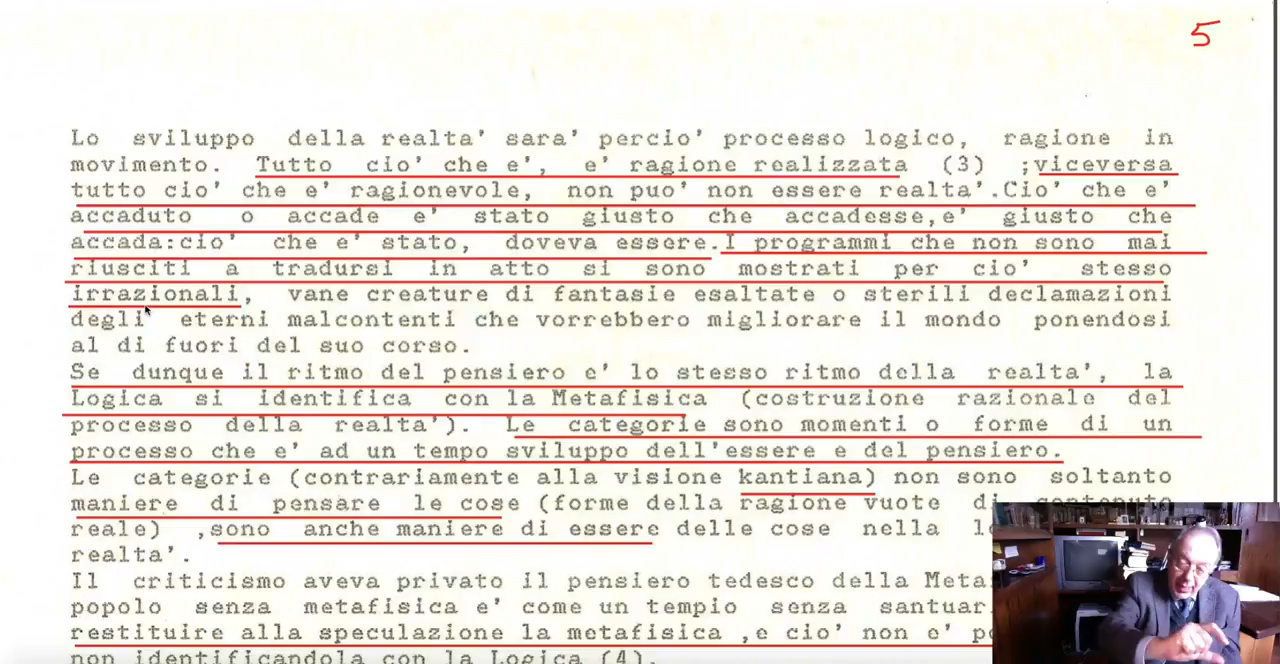 5
Lo sviluppo della realta' sara' percio' processo logico, ragione in
movimento. Tutto cio' che e', e' ragione realizzata (3) ;viceversa
tutto cio' che e' ragionevole, non puo' non essere realta'.Cio' che e'
accaduto o accade e' stato giusto che accadesse,e' giusto che
accada:cio' che e' stato, doveva essere.I programmi che non sono mai
riusciti a tradursi in atto si sono mostrati per cio' stesso
irrazionali, vane creature di fantasie esaltate o sterili declamazioni
degli eterni malcontenti che vorrebbero migliorare il mondo ponendosi
al di fuori del suo corso.
Se dunque il ritmo del pensiero e' lo stesso ritmo della realta', la
Logica si identifica con la Metafisica (costruzione razionale del
processo della realta'). Le categorie sono momenti o forme di un
processo che e' ad un tempo sviluppo dell'essere e del pensiero.
Le categorie (contrariamente alla visione kantiana) non sono soltanto
maniere di pensare le cose (forme della ragione vuote di contenuto
reale) ,sono anche maniere di essere delle cose nella
realta'.
Il criticismo aveva privato il pensiero tedesco della
popolo senza metafisica e' come un tempio senza
restituire alla speculazione la metafisica ,e cio' non e'
non identificandola con la Logica (4).